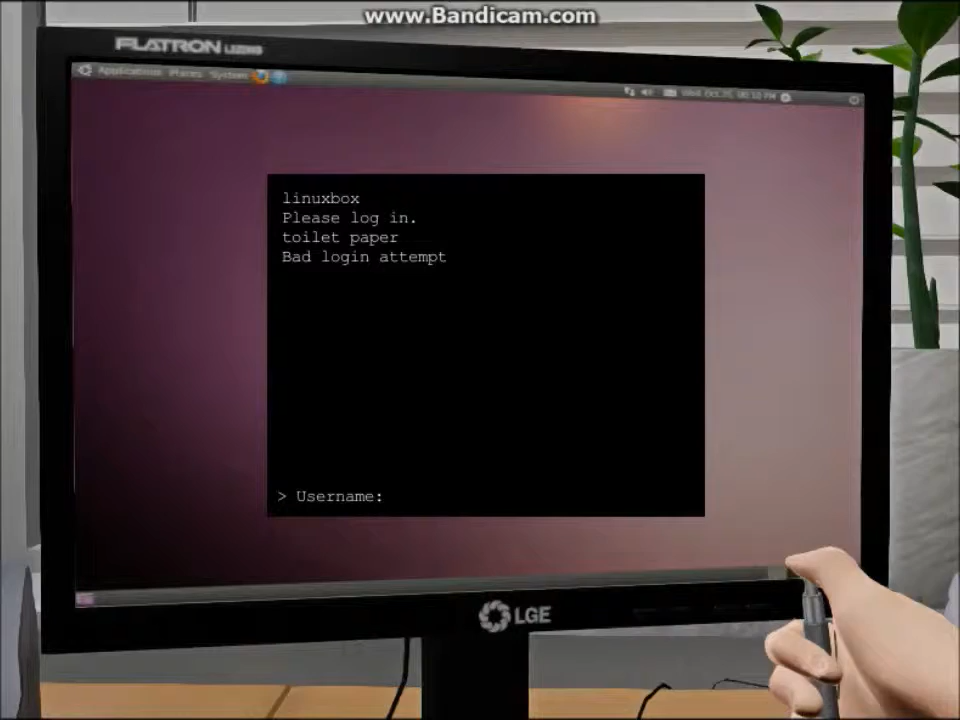 www.Bandicam.com
FLATRON
Applications Places System
linuxbox
Please log in.
toilet paper
Bad login attempt
> Username:
LGE